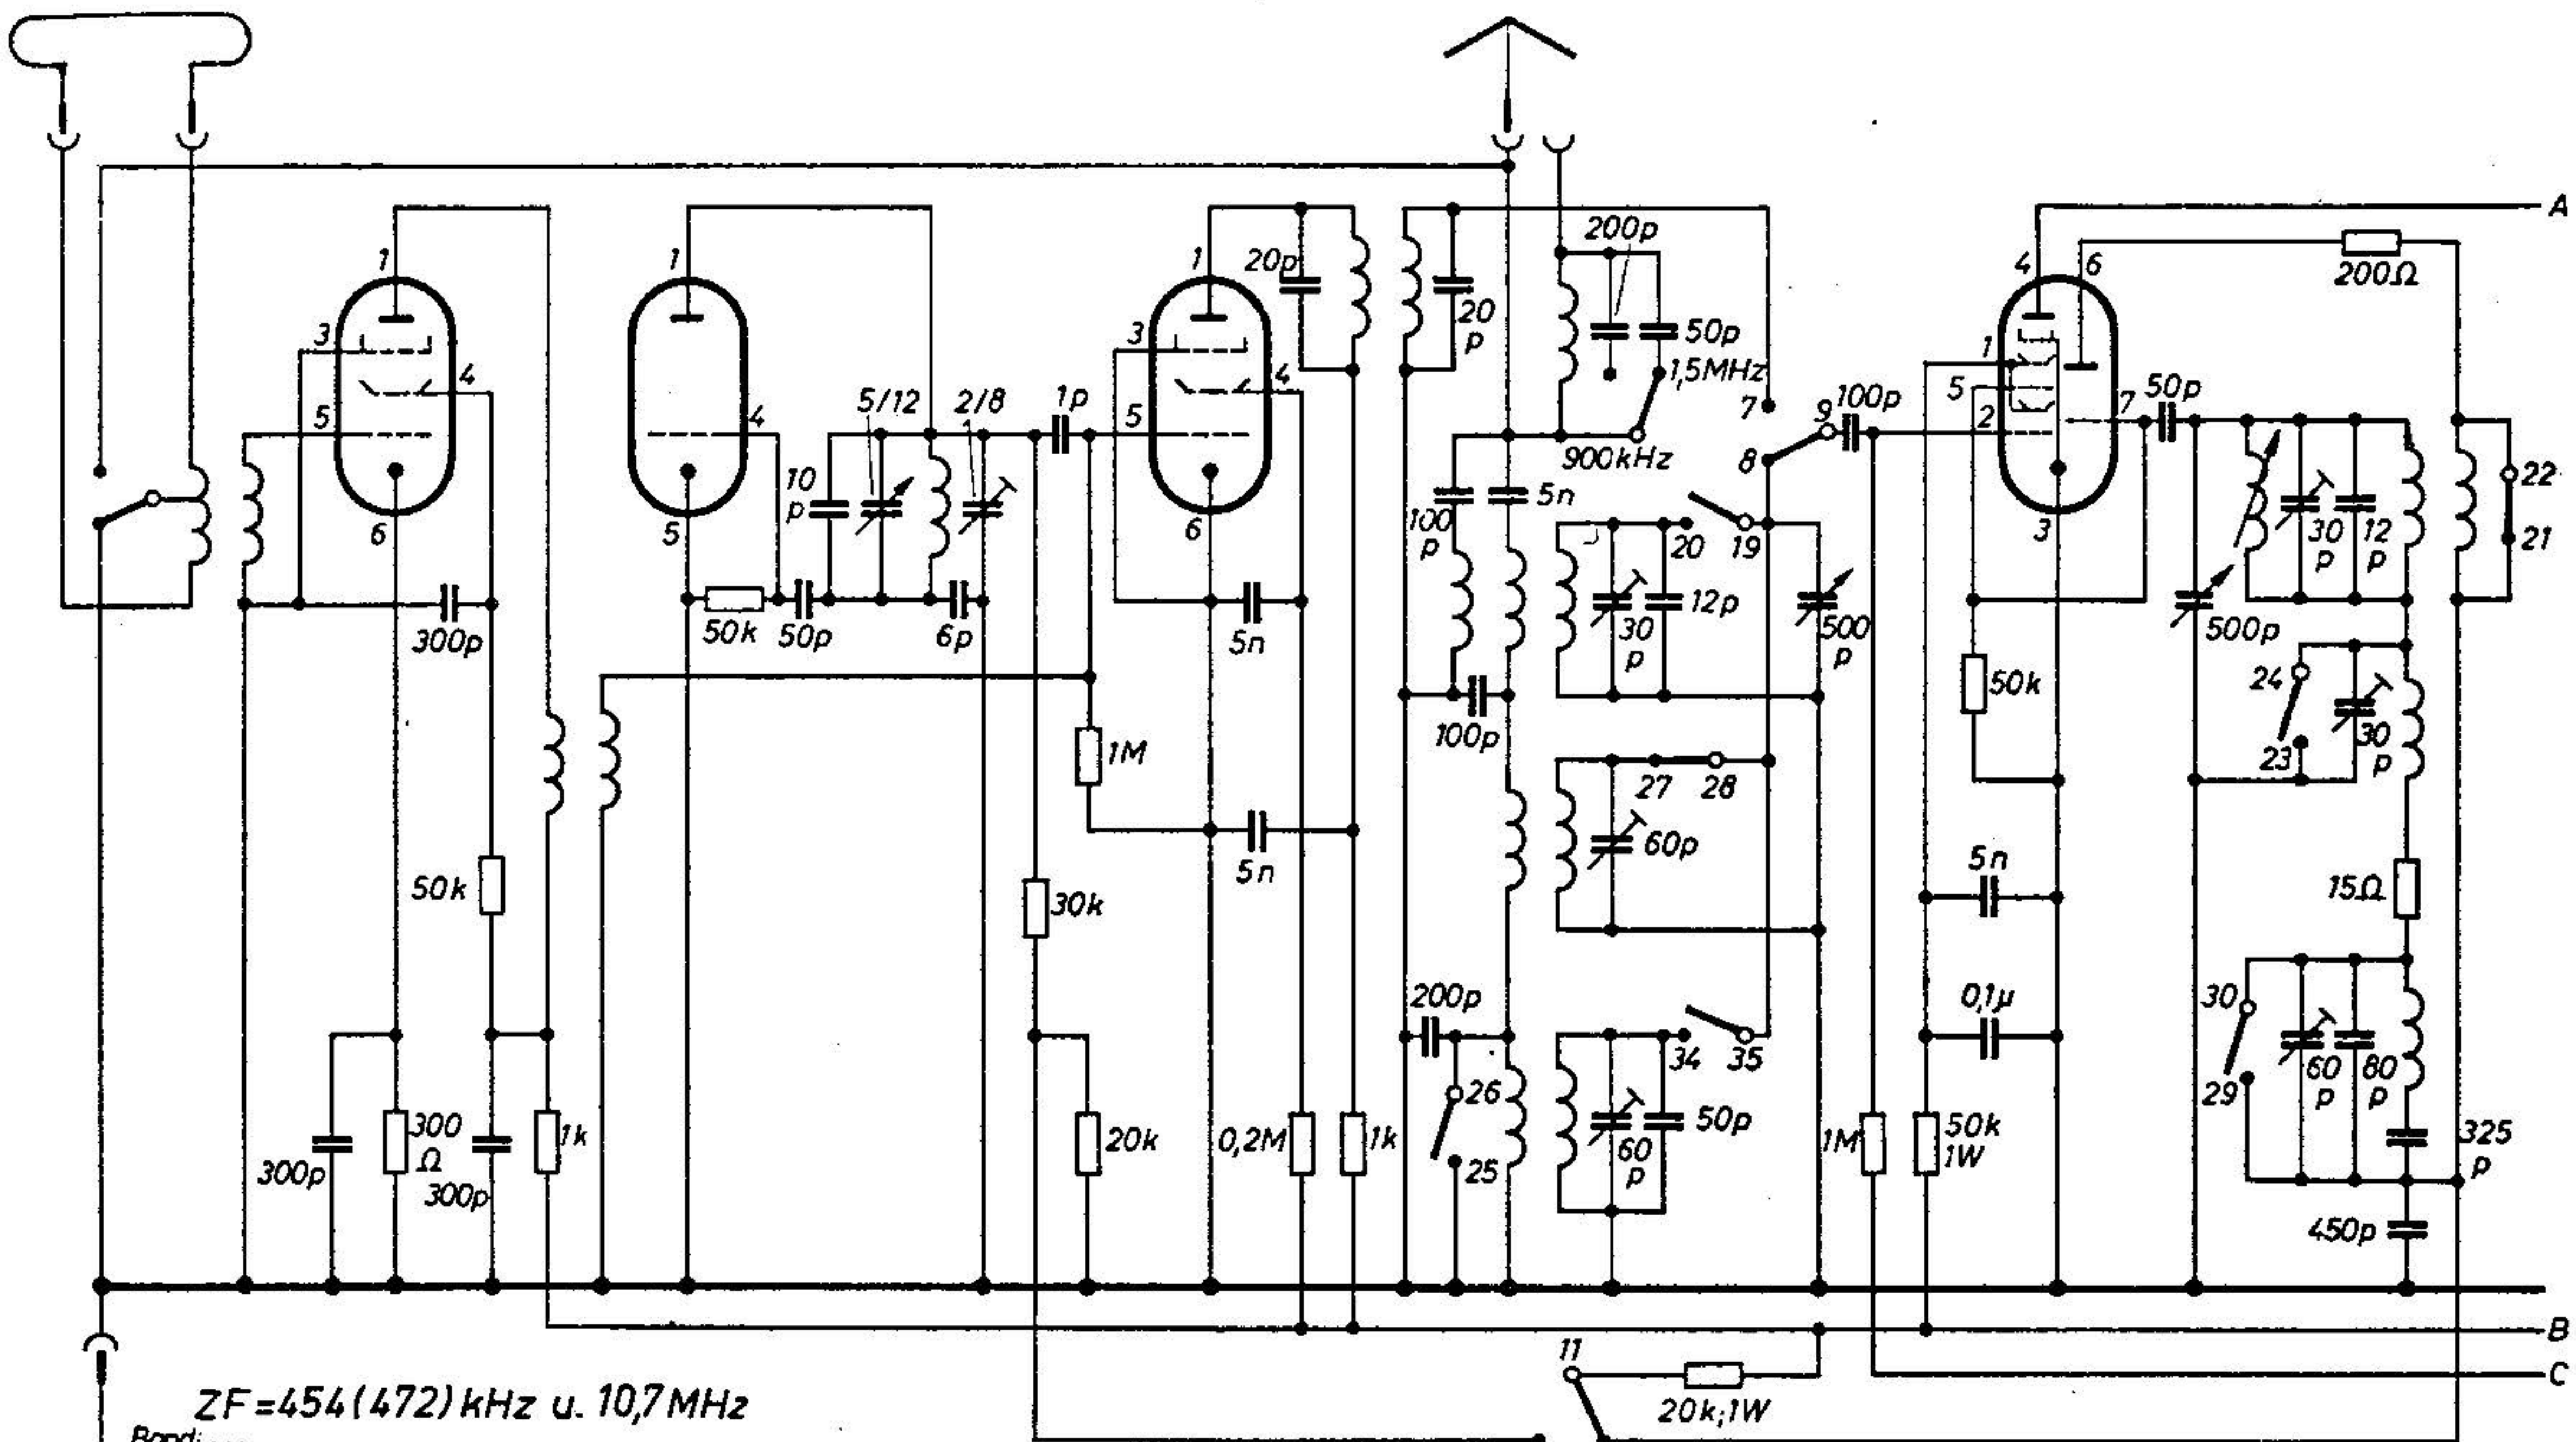 A
200p
1
1
1
20p
4
6
200Ω
3
3
20
p
50p
1
4
4
1,5MHz
5
50p
5
4
5/12
2/8
1p
5
7
9
100p
2
7
900kHz
8
22
10
p
5n
100
p
30
p
12
p
6
5
6
20
19
21
3
300p
50k
50p
6p
5n
12p
30
p
500
p
500p
50k
24
100p
30
p
1M
23
27
28
60p
5n
50k
5n
15Ω
30k
200p
0,1µ
30
34
35
60
p
80
p
26
29
300
Ω
1k
20k
0,2M
1k
50p
1M
50k
1W
325
p
300p
300p
25
60
p
450p
B
11
C
ZF=454(472)kHz u. 10,7MHz
20k;1W